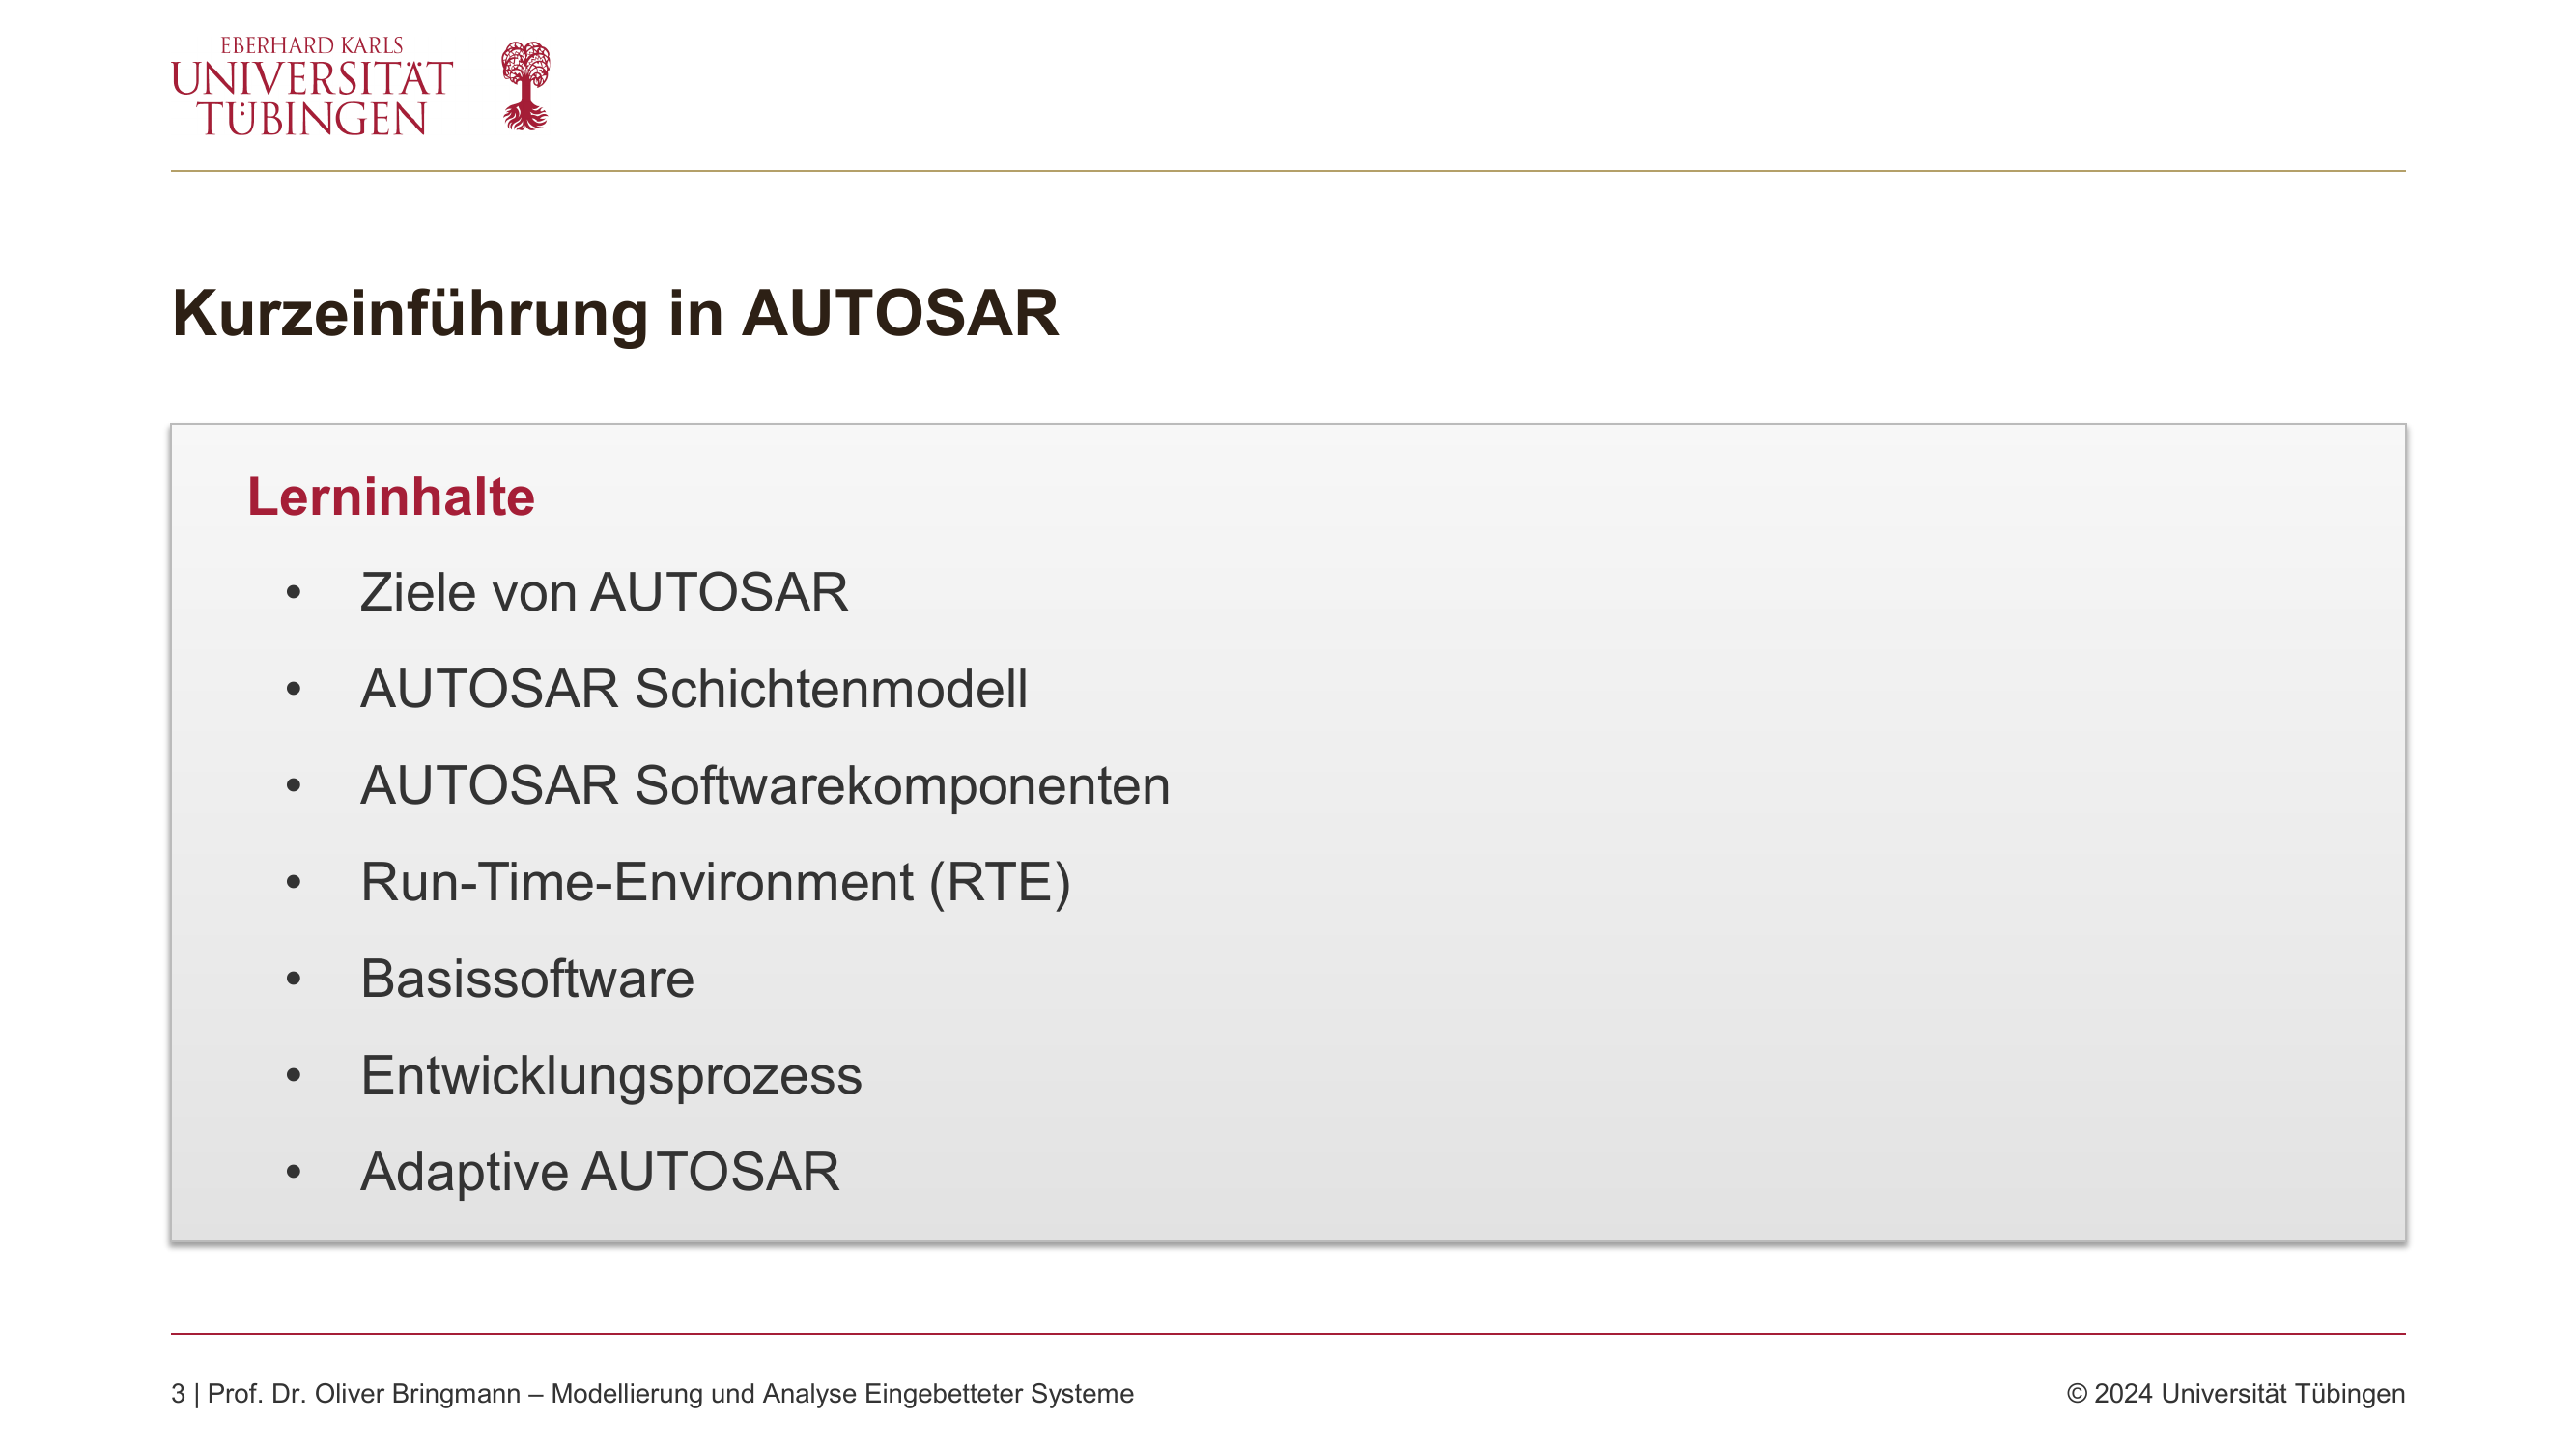 EBERHARD KARLS
UNIVERSITÄT
TÜBINGEN
Kurzeinführung in AUTOSAR
Lerninhalte
• Ziele von AUTOSAR
• AUTOSAR Schichtenmodell
• AUTOSAR Softwarekomponenten
• Run-Time-Environment (RTE)
• Basissoftware
• Entwicklungsprozess
• Adaptive AUTOSAR
3 | Prof. Dr. Oliver Bringmann – Modellierung und Analyse Eingebetteter Systeme
© 2024 Universität Tübingen